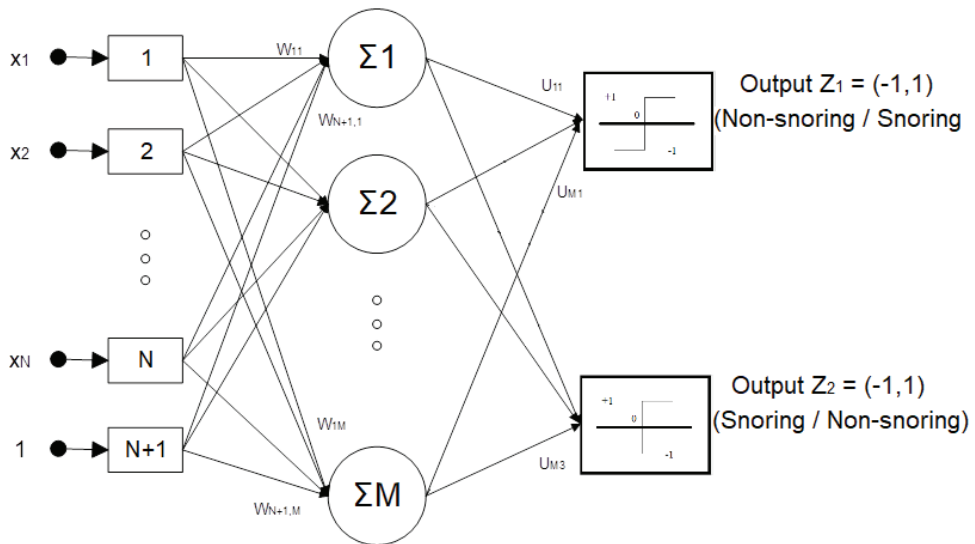 x1
1
W11
Σ1
U11
+1
0
-1
Output Z1 = (-1,1)
(Non-snoring / Snoring
WN+1,1
x2
2
Σ2
UM1
xN
N
W1M
+1
0
-1
Output Z2 = (-1,1)
(Snoring / Non-snoring)
1
N+1
UM3
WN+1,M
ΣM